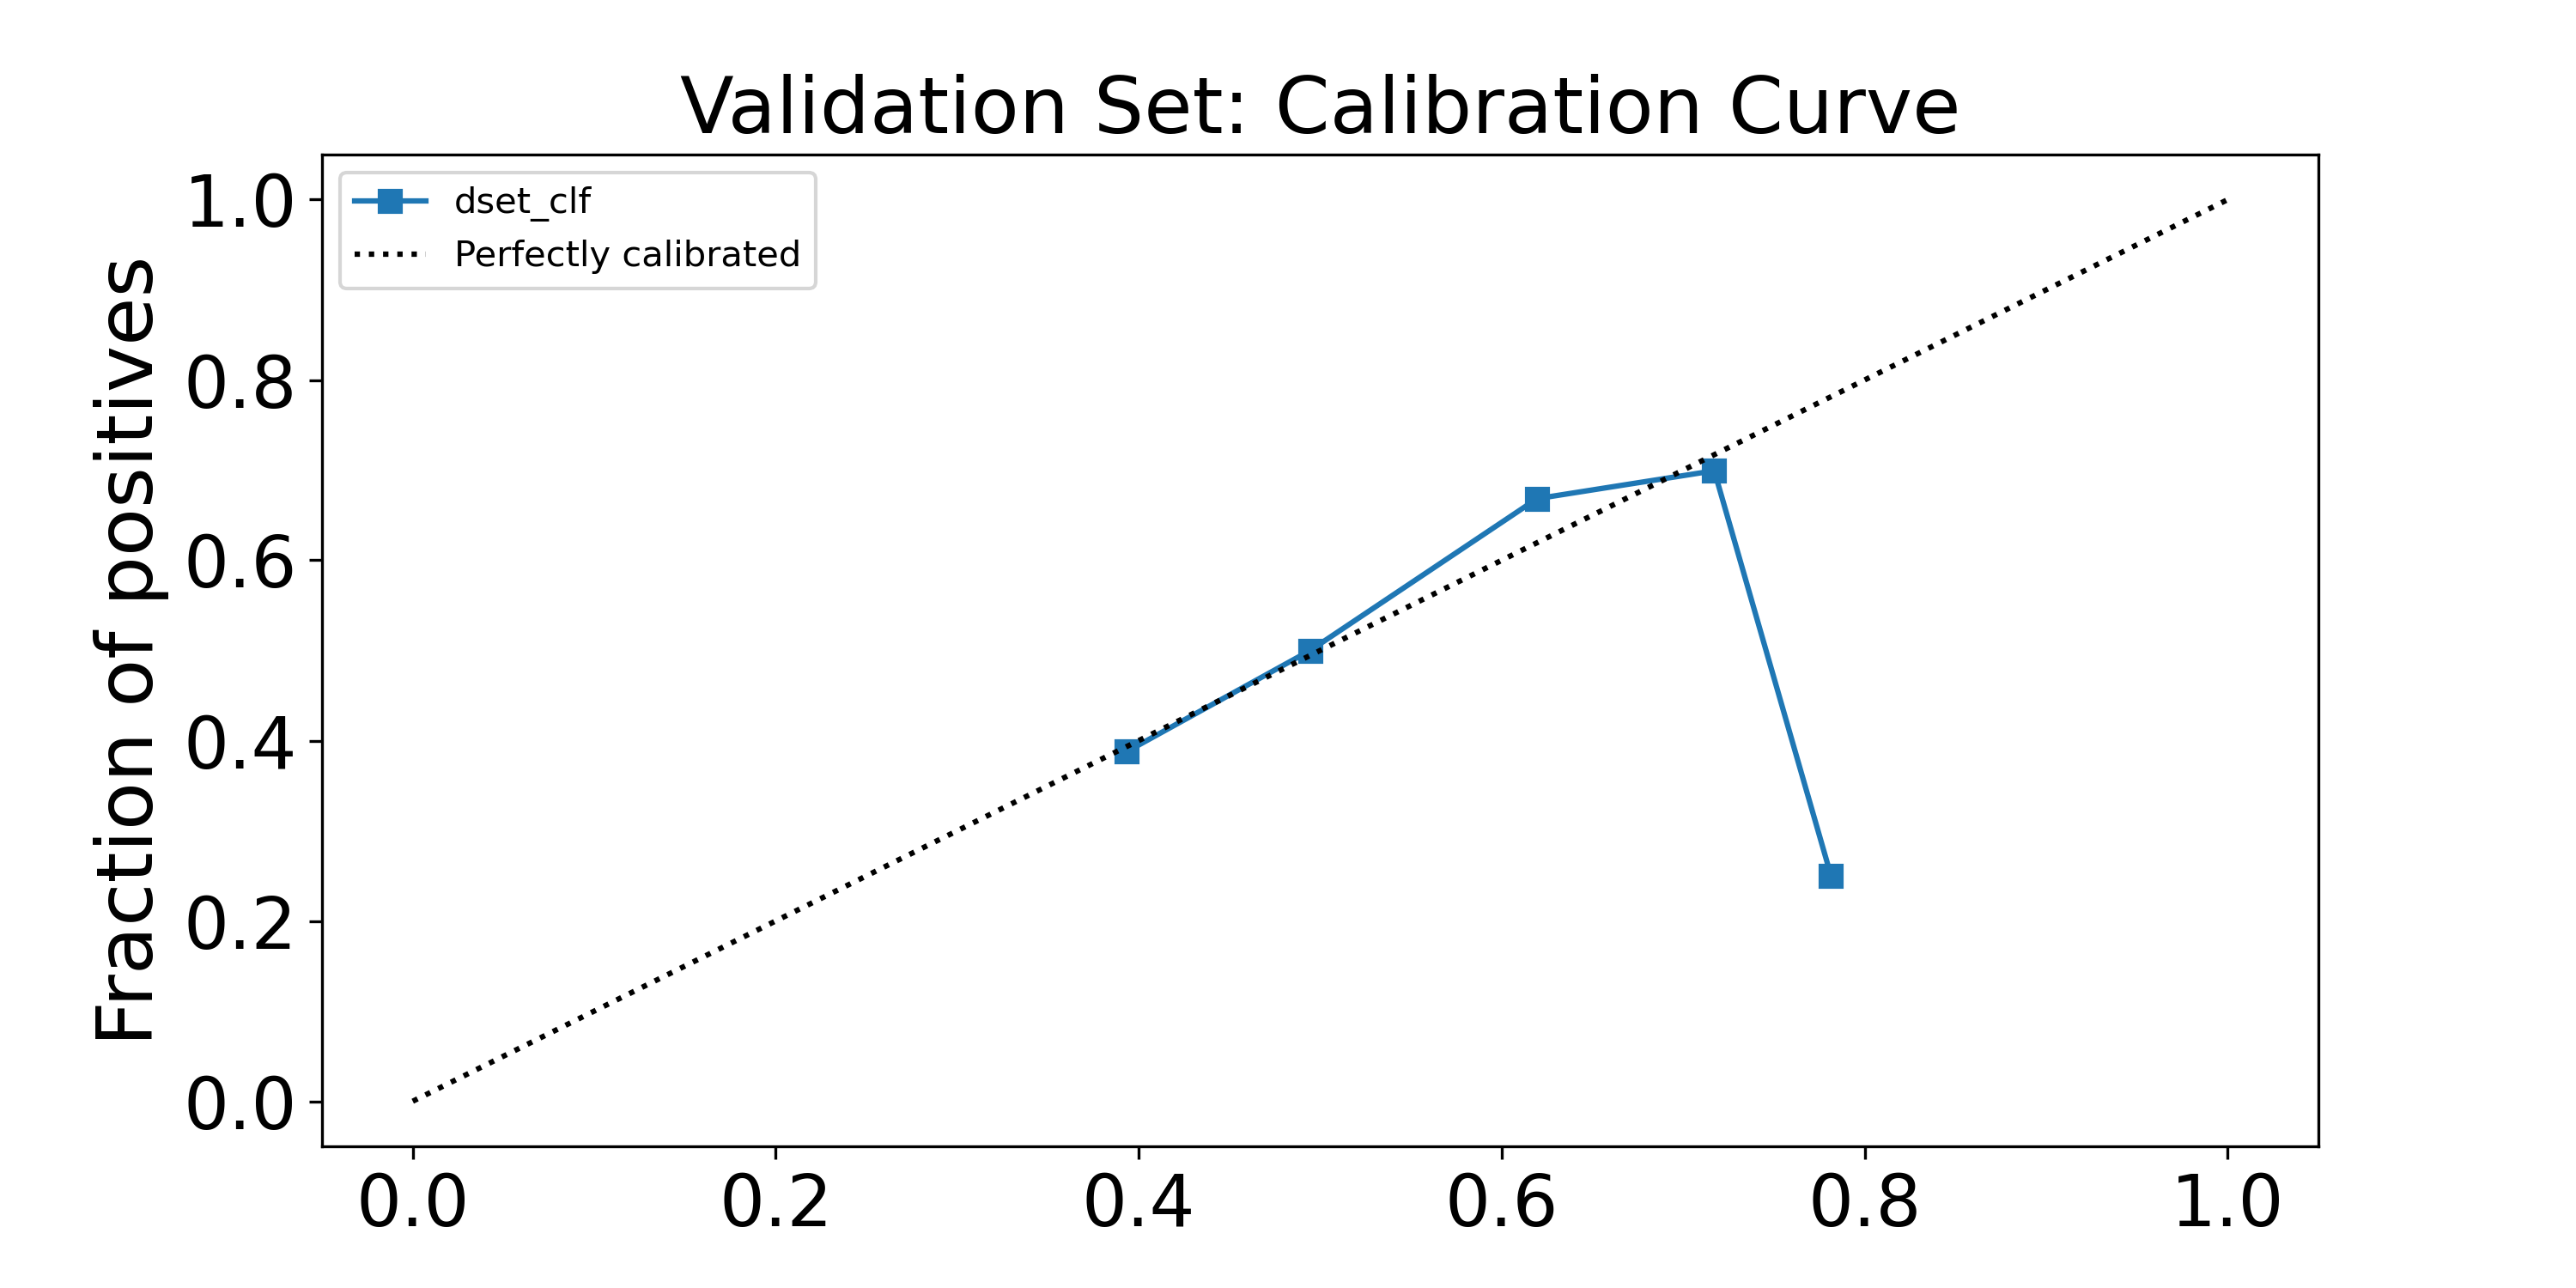 Validation Set: Calibration Curve
dset_clf
Perfectly calibrated
Fraction of positives
1.0
0.8
0.6
0.4
0.2
0.0
0.0 0.2 0.4 0.6 0.8 1.0